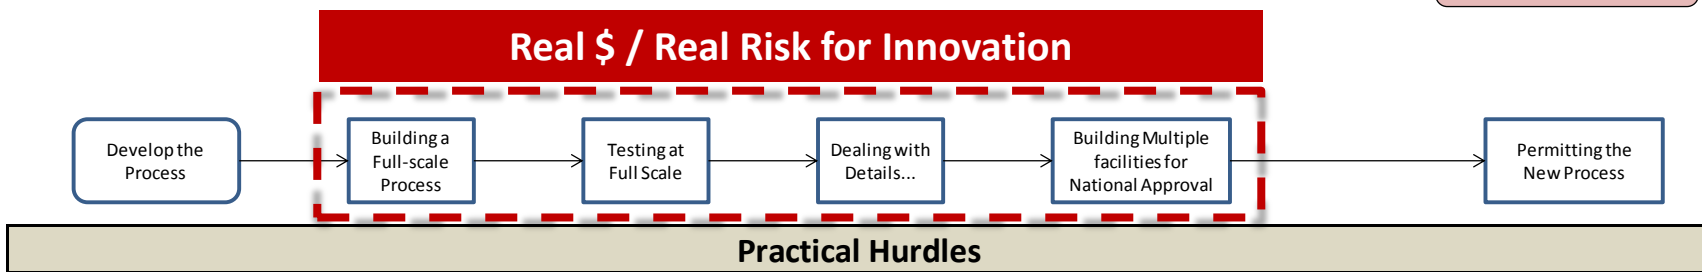 Real $ / Real Risk for Innovation
Develop the
Process
Building a
Full-scale
Process
Testing at
Full Scale
Dealing with
Details...
Building Multiple
facilities for
National Approval
Permitting the
New Process
Practical Hurdles